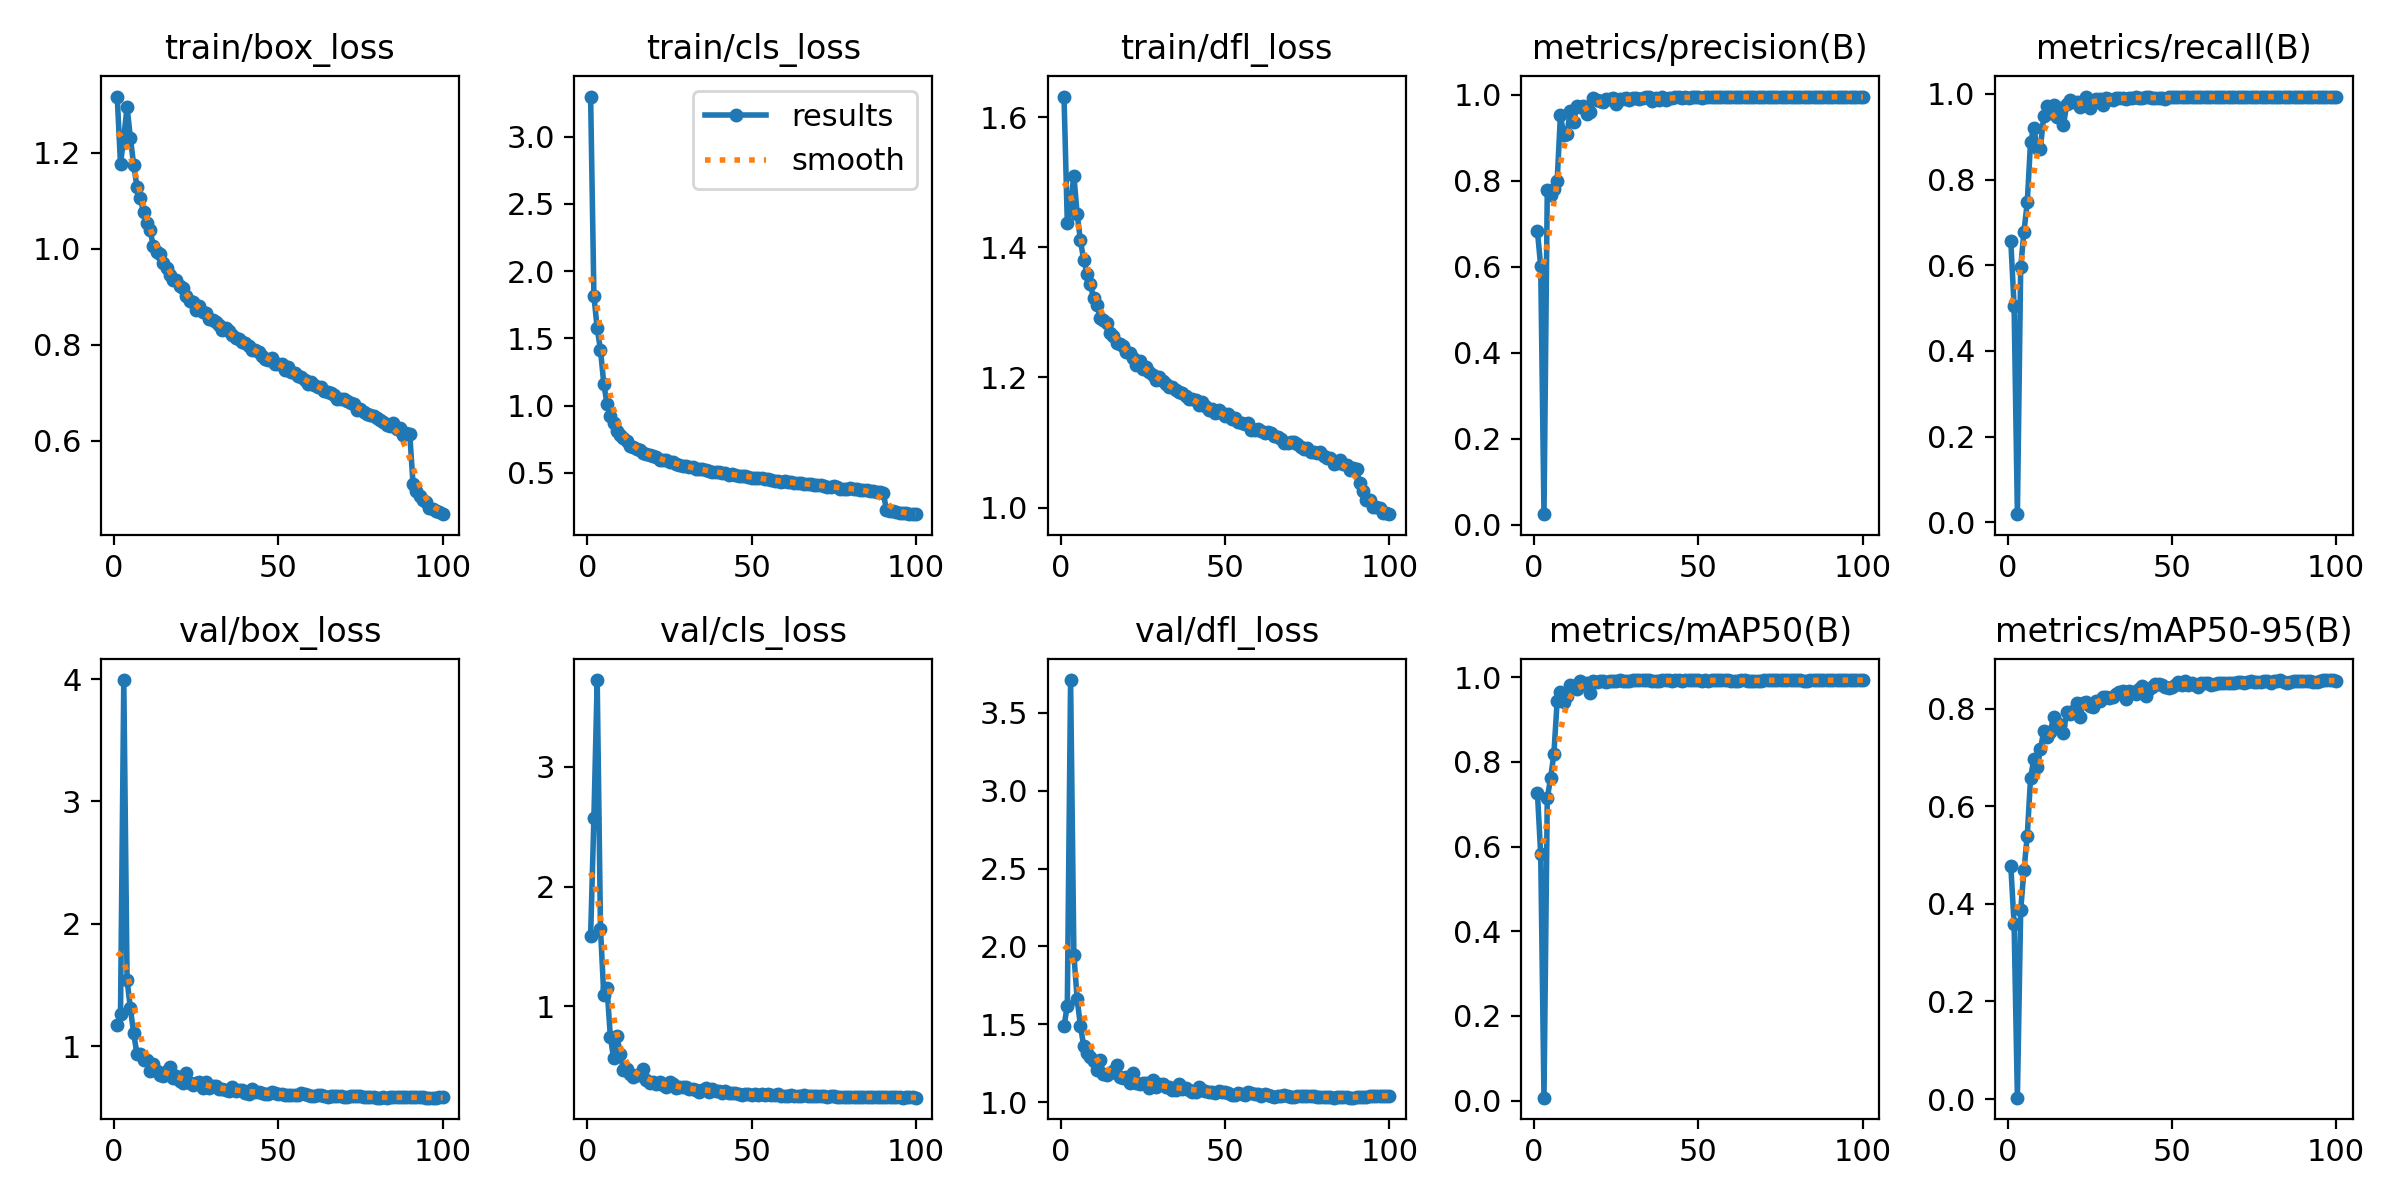 train/box_loss
train/cls_loss
train/dfl_loss
metrics/precision(B)
metrics/recall(B)
1.2
1.0
0.8
0.6
0 50 100
results
smooth
3.0
2.5
2.0
1.5
1.0
0.5
0 50 100
1.6
1.4
1.2
1.0
0 50 100
1.0
0.8
0.6
0.4
0.2
0.0
0 50 100
1.0
0.8
0.6
0.4
0.2
0.0
0 50 100
val/box_loss
val/cls_loss
val/dfl_loss
metrics/mAP50(B)
metrics/mAP50-95(B)
4
3
2
1
0 50 100
3
2
1
0 50 100
3.5
3.0
2.5
2.0
1.5
1.0
0 50 100
1.0
0.8
0.6
0.4
0.2
0.0
0 50 100
0.8
0.6
0.4
0.2
0.0
0 50 100